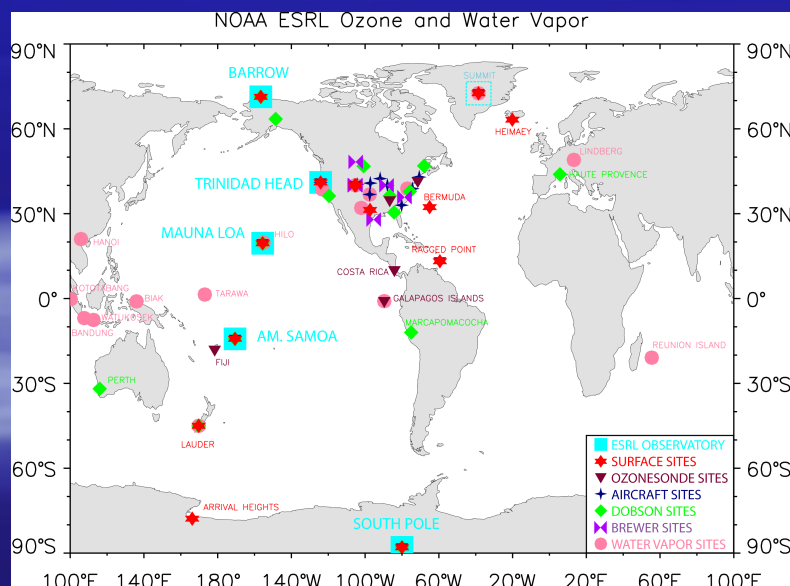 NOAA ESRL Ozone and Water Vapor
90°N 90°N
BARROW
SUMMIT
60°N 60°N
HEIMAEY
LINDBERG
TRINIDAD HEAD
HAUTE PROVENCE
BERMUDA
30°N 30°N
MAUNA LOA
HILO
HANOI
RAGGED POINT
COSTA RICA
0° 0°
KOTOTABANG
BIAK
TARAWA
GALAPAGOS ISLANDS
WATUKOSEK
BANDUNG
MARCAPOMACOCHA
AM. SAMOA
REUNION ISLAND
FIJI
30°S 30°S
PERTH
LAUDER
60°S 60°S
ARRIVAL HEIGHTS
SOUTH POLE
90°S 90°S
ESRL OBSERVATORY
SURFACE SITES
OZONESONDE SITES
AIRCRAFT SITES
DOBSON SITES
BREWER SITES
WATER VAPOR SITES
100°E 140°E 180°W 140°W 100°W 60°W 20°W 20°E 60°E 100°E